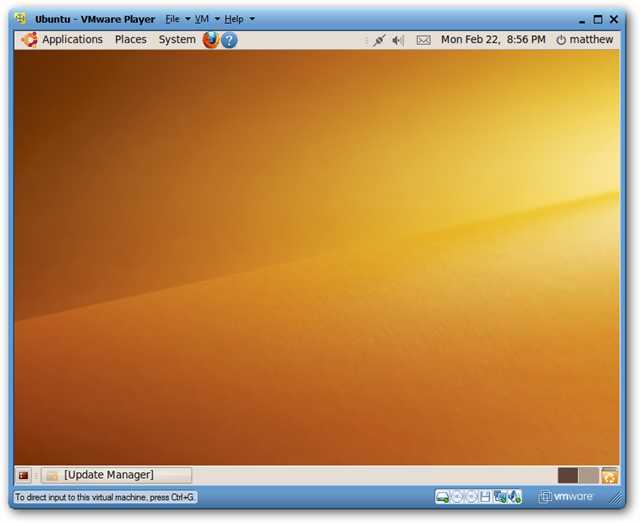 Ubuntu - VMware Player File VM Help
Applications Places System ? Mon Feb 22, 8:56 PM matthew
[Update Manager]
To direct input to this virtual machine, press Ctrl+G. vmware